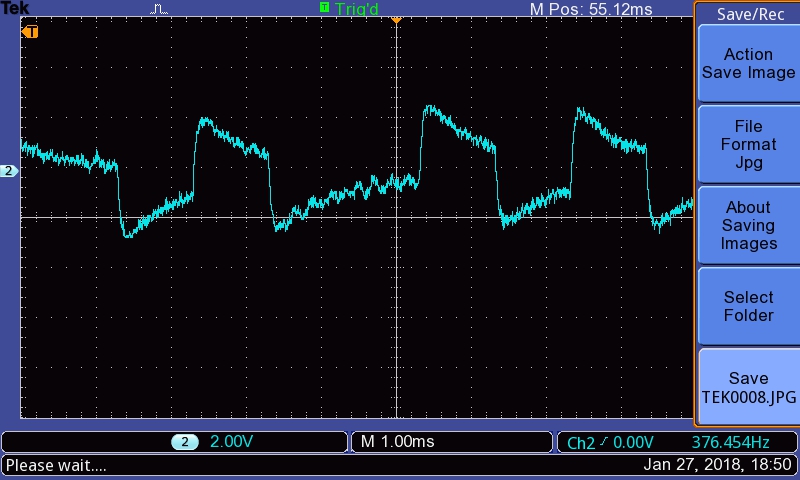 Tek
T Trig'd
M Pos: 55.12ms
Save/Rec
T
2
Action
Save Image
File
Format
Jpg
About
Saving
Images
Select
Folder
Save
TEK0008.JPG
2 2.00V
M 1.00ms
Ch2 0.00V
376.454Hz
Please wait....
Jan 27, 2018, 18:50